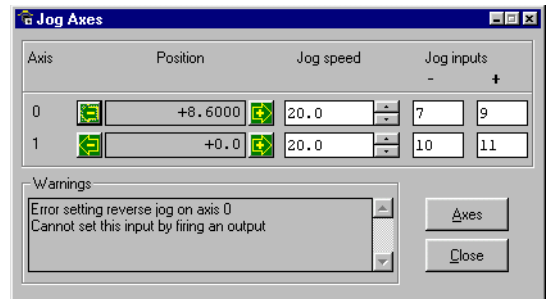 Jog Axes
Axis Position Jog speed Jog inputs
- +
0 +8.6000 20.0 7 9
1 +0.0 20.0 10 11
Warnings
Error setting reverse jog on axis 0
Cannot set this input by firing an output
Axes
Close